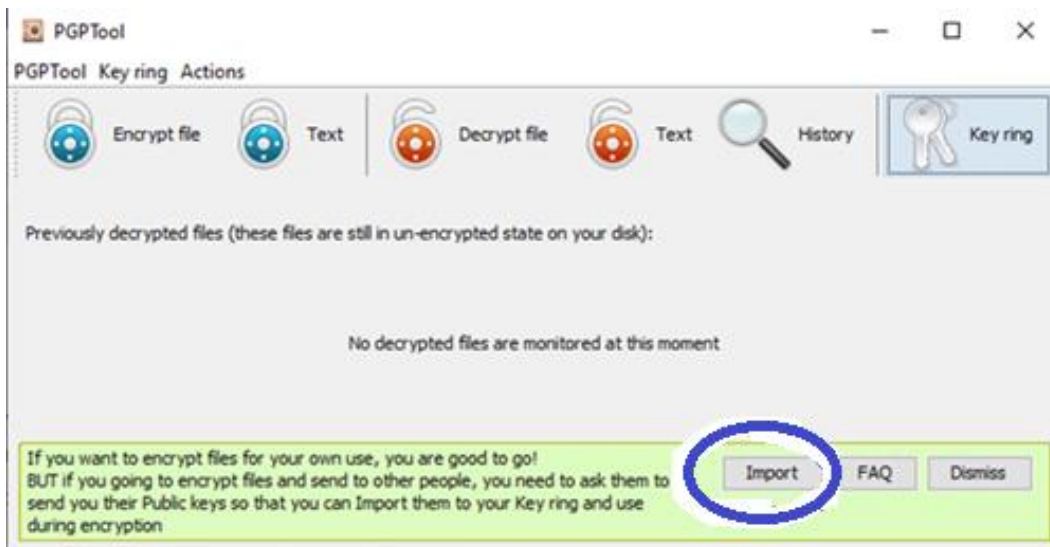 PGPTool
PGPTool Key ring Actions
Encrypt file Text Decrypt file Text History Key ring
Previously decrypted files (these files are still in un-encrypted state on your disk):
No decrypted files are monitored at this moment
If you want to encrypt files for your own use, you are good to go!
BUT if you going to encrypt files and send to other people, you need to ask them to
send you their Public keys so that you can Import them to your Key ring and use
during encryption
Import FAQ Dismiss